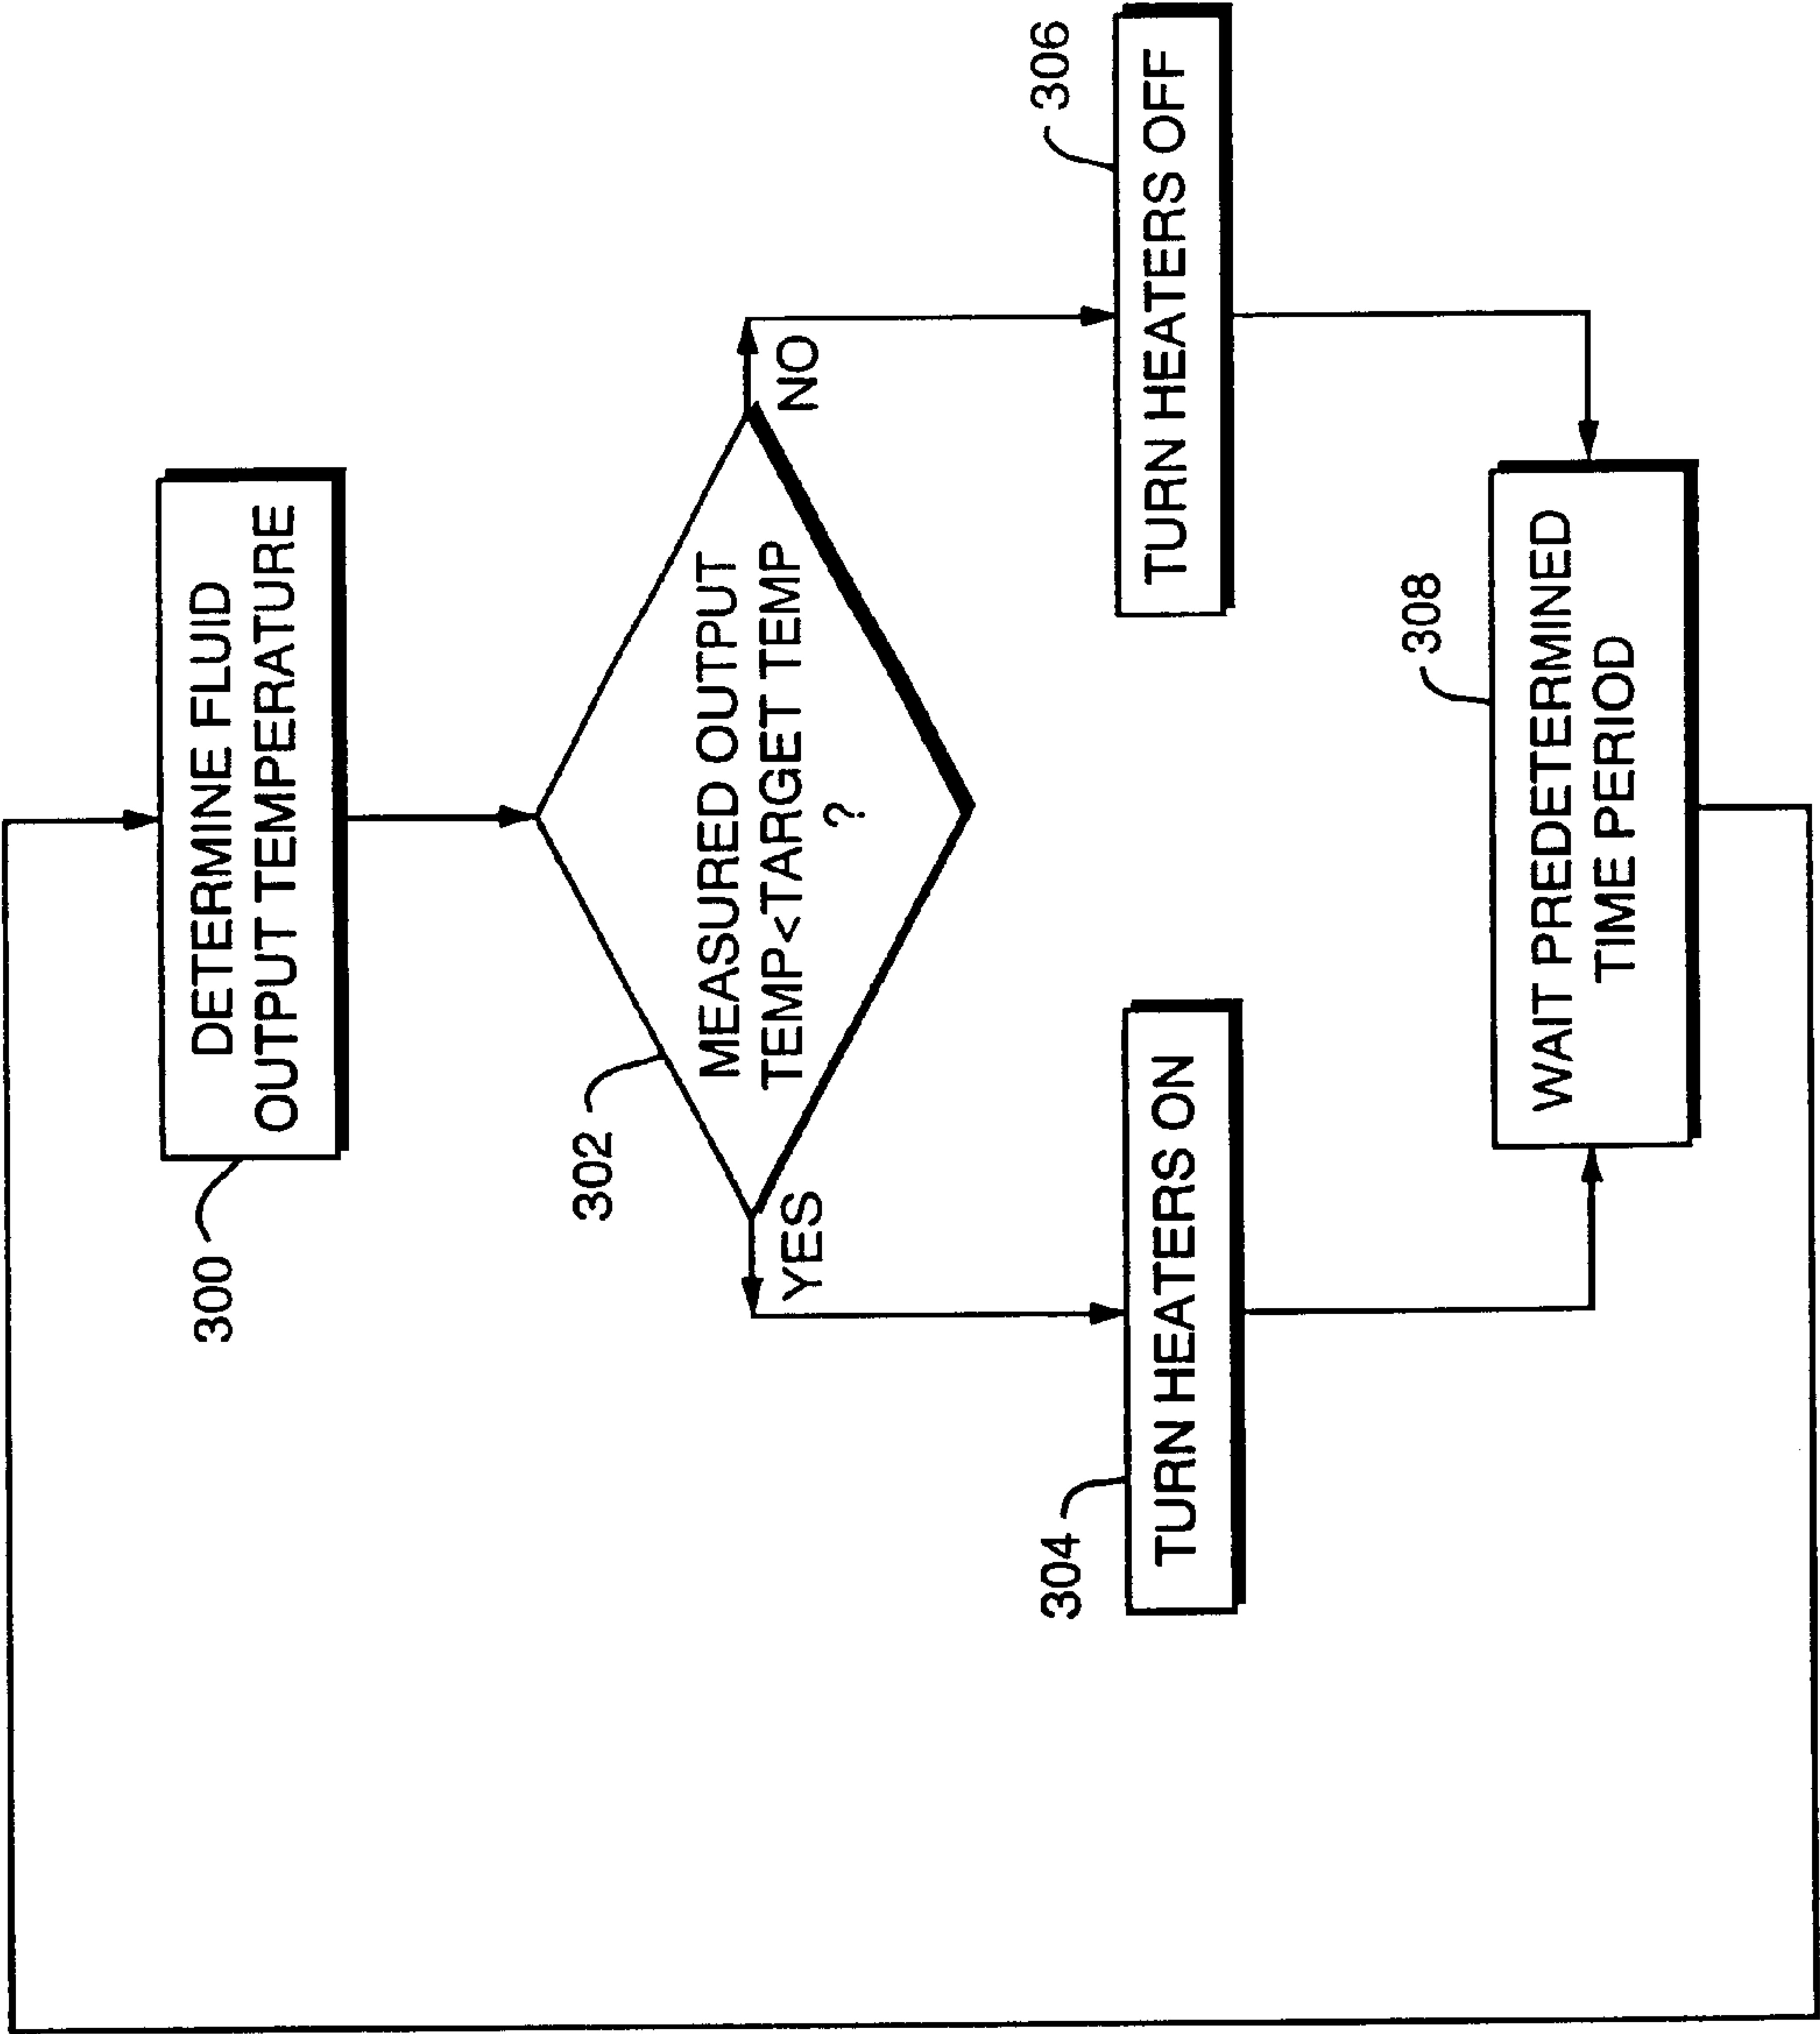 300
DETERMINE FLUID
OUTPUT TEMPERATURE
302
MEASURED OUTPUT
TEMP<TARGET TEMP
?
YES
NO
304
TURN HEATERS ON
306
TURN HEATERS OFF
308
WAIT PREDETERMINED
TIME PERIOD